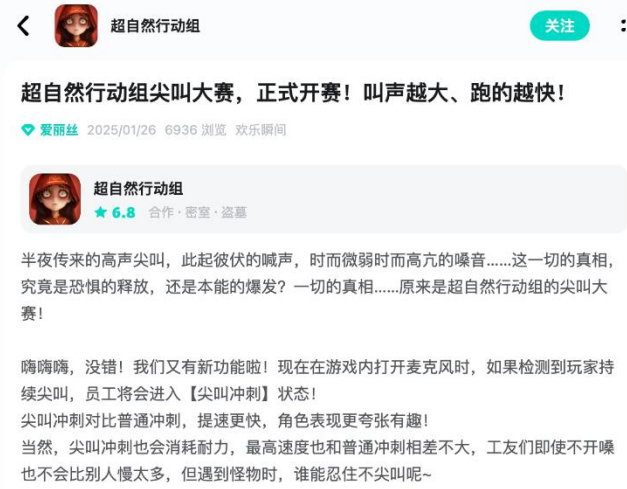 超自然行动组
关注
超自然行动组尖叫大赛，正式开赛！叫声越大、跑的越快！
爱丽丝 2025/01/26 6936 浏览 欢乐瞬间
超自然行动组
6.8 合作·密室·盗墓
半夜传来的高声尖叫，此起彼伏的喊声，时而微弱时而高亢的嗓音......这一切的真相，
究竟是恐惧的释放，还是本能的爆发？一切的真相......原来是超自然行动组的尖叫大
赛！
嗨嗨嗨，没错！我们又有新功能啦！现在在游戏内打开麦克风时，如果检测到玩家持
续尖叫，员工将会进入【尖叫冲刺】状态！
尖叫冲刺对比普通冲刺，提速更快，角色表现更夸张有趣！
当然，尖叫冲刺也会消耗耐力，最高速度也和普通冲刺相差不大，工友们即使不开嗓
也不会比别人慢太多，但遇到怪物时，谁能忍住不尖叫呢~